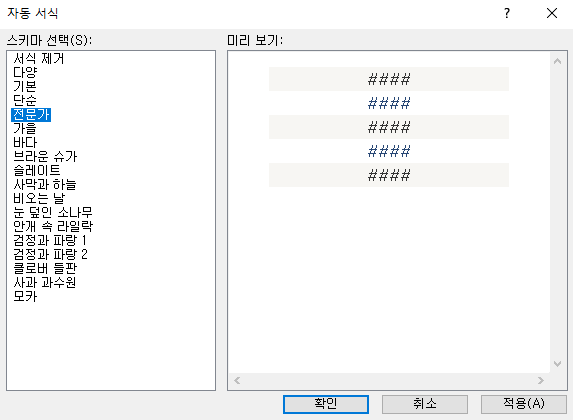 자동 서식
스키마 선택(S):
서식 제거
다양
기본
단순
전문가
가을
바다
브라운 슈가
슬레이트
사막과 하늘
비오는 날
눈 덮인 소나무
안개 속 라일락
검정과 파랑 1
검정과 파랑 2
클로버 들판
사과 과수원
모카
미리 보기:
####
####
####
####
####
확인
취소
적용(A)